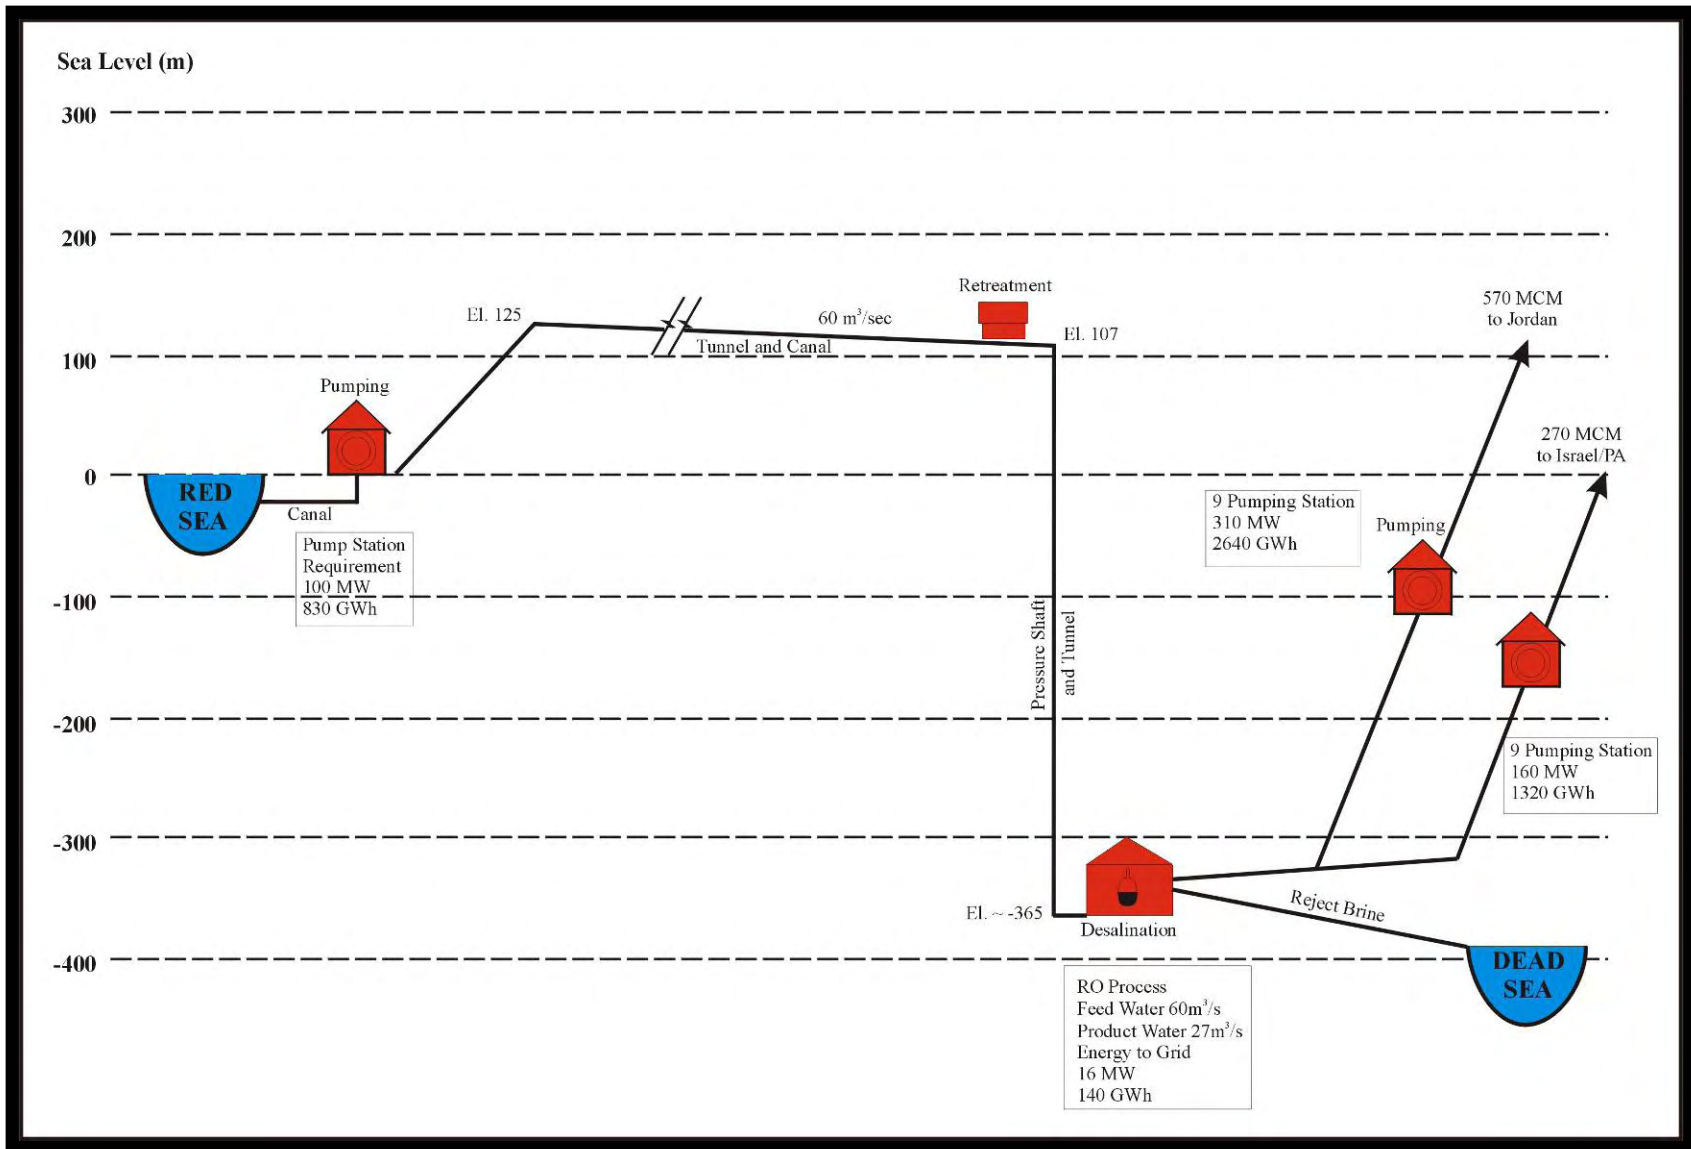 Sea Level (m)
300
200
100
0
-100
-200
-300
-400
RED
SEA
Canal
Pumping
Pump Station
Requirement
100 MW
830 GWh
El. 125
60 m³/sec
Tunnel and Canal
Retreatment
El. 107
Pressure Shaft
and Tunnel
El. ~ -365
Desalination
RO Process
Feed Water 60m³/s
Product Water 27m³/s
Energy to Grid
16 MW
140 GWh
Reject Brine
DEAD
SEA
9 Pumping Station
310 MW
2640 GWh
Pumping
570 MCM
to Jordan
270 MCM
to Israel/PA
9 Pumping Station
160 MW
1320 GWh